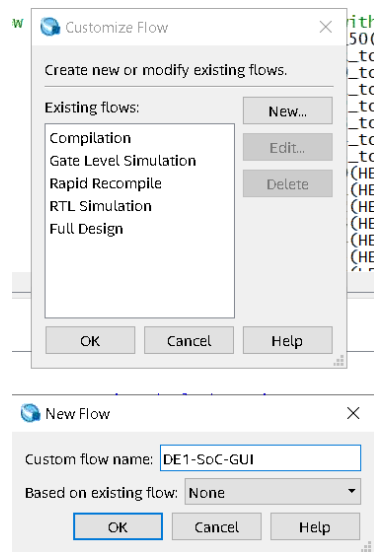 Customize Flow
Create new or modify existing flows.
Existing flows:
New...
Compilation
Edit...
Gate Level Simulation
Rapid Recompile
Delete
RTL Simulation
Full Design
OK Cancel Help
New Flow
Custom flow name: DE1-SoC-GUI
Based on existing flow: None
OK Cancel Help